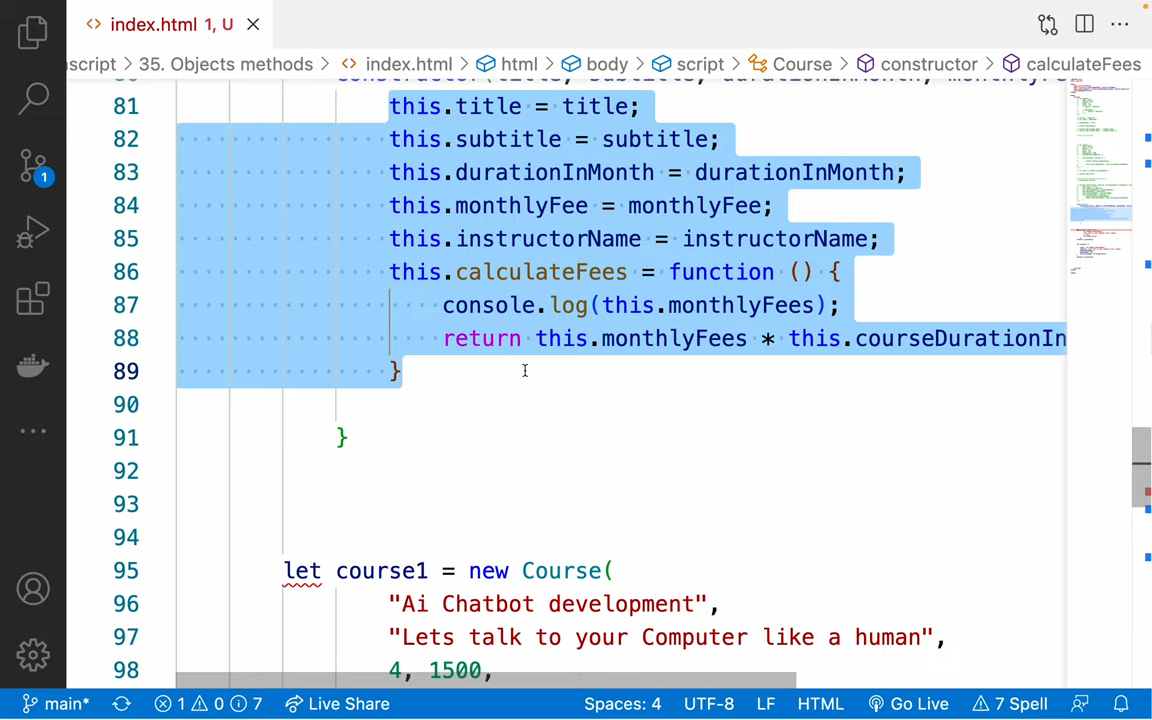 index.html 1, U
script > 35. Objects methods > index.html > html > body > script > Course > constructor > calculateFees
81 this.title = title;
82 this.subtitle = subtitle;
83 this.durationInMonth = durationInMonth;
84 this.monthlyFee = monthlyFee;
85 this.instructorName = instructorName;
86 this.calculateFees = function () {
87 console.log(this.monthlyFees);
88 return this.monthlyFees * this.courseDurationIn
89 }
90
91 }
92
93
94
95 let course1 = new Course(
96 "Ai Chatbot development",
97 "Lets talk to your Computer like a human",
98 4, 1500,
1
main* 1 0 7 Live Share Spaces: 4 UTF-8 LF HTML Go Live 7 Spell